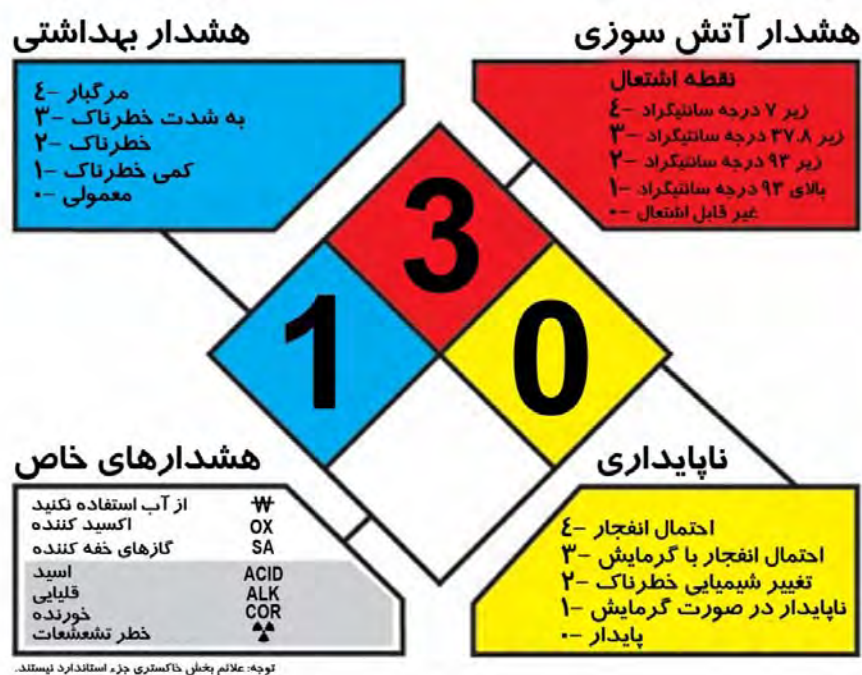 هشدار آتش سوزی
نقطه اشتعال
۴- زیر ۷ درجه سانتیگراد
۳- زیر ۳۷.۸ درجه سانتیگراد
۲- زیر ۹۳ درجه سانتیگراد
۱- بالای ۹۳ درجه سانتیگراد
۰- غیر قابل اشتعال
هشدار بهداشتی
۴- مرگبار
۳- به شدت خطرناک
۲- خطرناک
۱- کمی خطرناک
۰- معمولی
3
1
0
ناپایداری
۴- احتمال انفجار
۳- احتمال انفجار با گرمایش
۲- تغییر شیمیایی خطرناک
۱- ناپایدار در صورت گرمایش
۰- پایدار
هشدارهای خاص
W از آب استفاده نکنید
OX اکسید کننده
SA گازهای خفه کننده
ACID اسید
ALK قلیایی
COR خورنده
خطر تشعشعات
توجه: علائم بخش خاکستری جزء استاندارد نیستند.